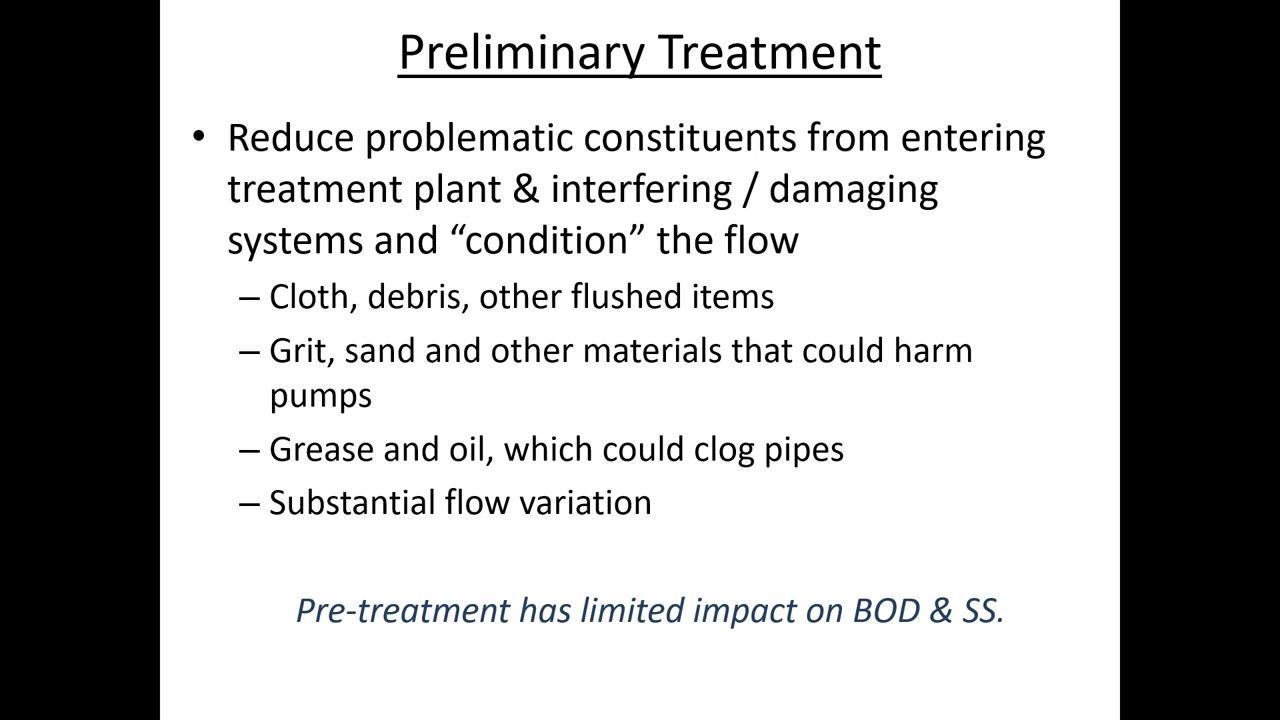 Preliminary Treatment
• Reduce problematic constituents from entering
treatment plant & interfering / damaging
systems and “condition” the flow
– Cloth, debris, other flushed items
– Grit, sand and other materials that could harm
pumps
– Grease and oil, which could clog pipes
– Substantial flow variation
Pre-treatment has limited impact on BOD & SS.